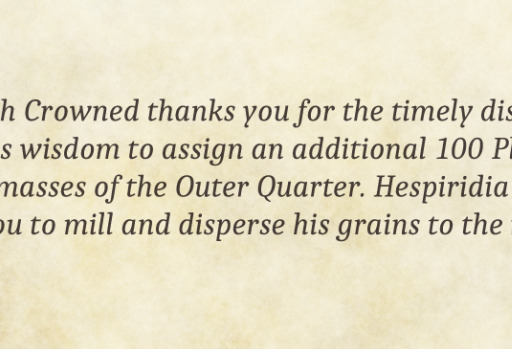 h Crowned thanks you for the timely dis
s wisdom to assign an additional 100 Pl
masses of the Outer Quarter. Hespiridia
ou to mill and disperse his grains to the